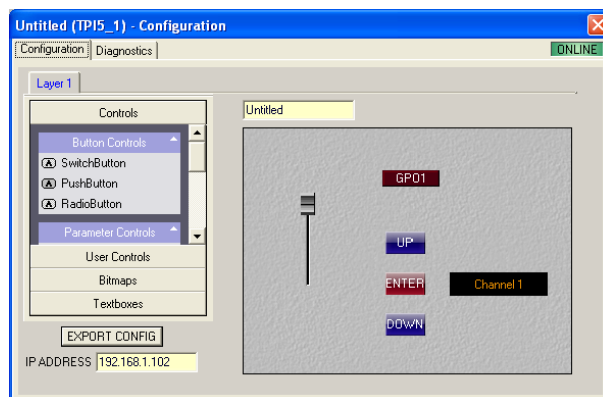 Untitled (TPI5_1) - Configuration
Configuration Diagnostics ONLINE
Layer 1
Controls
Untitled
Button Controls
SwitchButton
PushButton
RadioButton
Parameter Controls
User Controls
Bitmaps
Textboxes
GPO1
UP
ENTER
Channel 1
DOWN
EXPORT CONFIG
IP ADDRESS 192.168.1.102